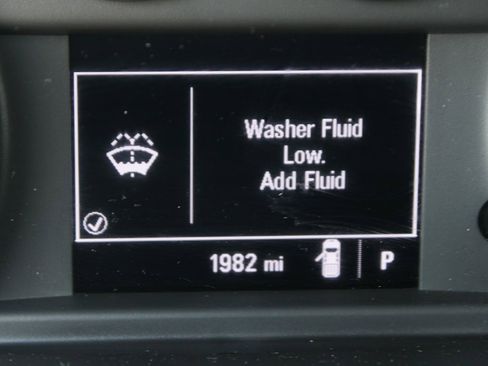 Washer Fluid
Low.
Add Fluid
1982 mi P